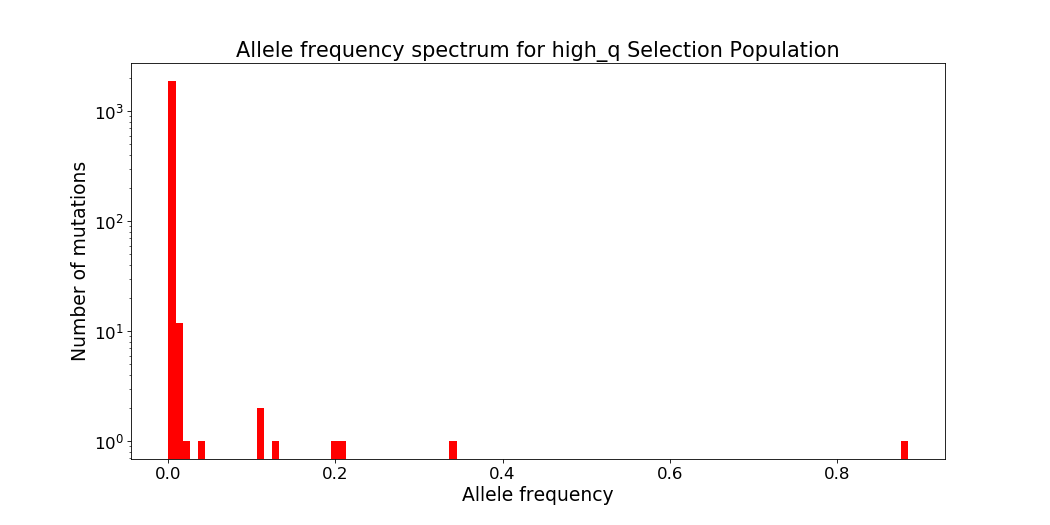 Allele frequency spectrum for high_q Selection Population
Number of mutations
10³
10²
10¹
10⁰
0.0 0.2 0.4 0.6 0.8
Allele frequency